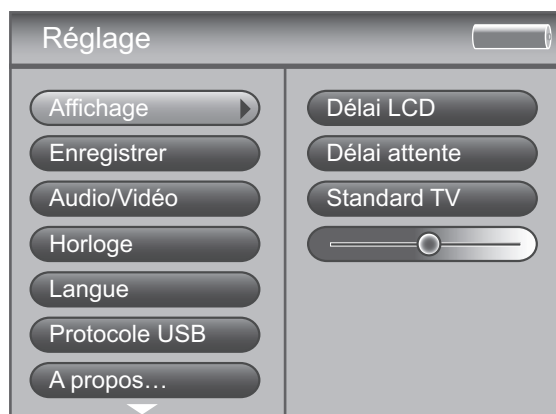 Réglage
Affichage
Enregistrer
Audio/Vidéo
Horloge
Langue
Protocole USB
A propos…
Délai LCD
Délai attente
Standard TV